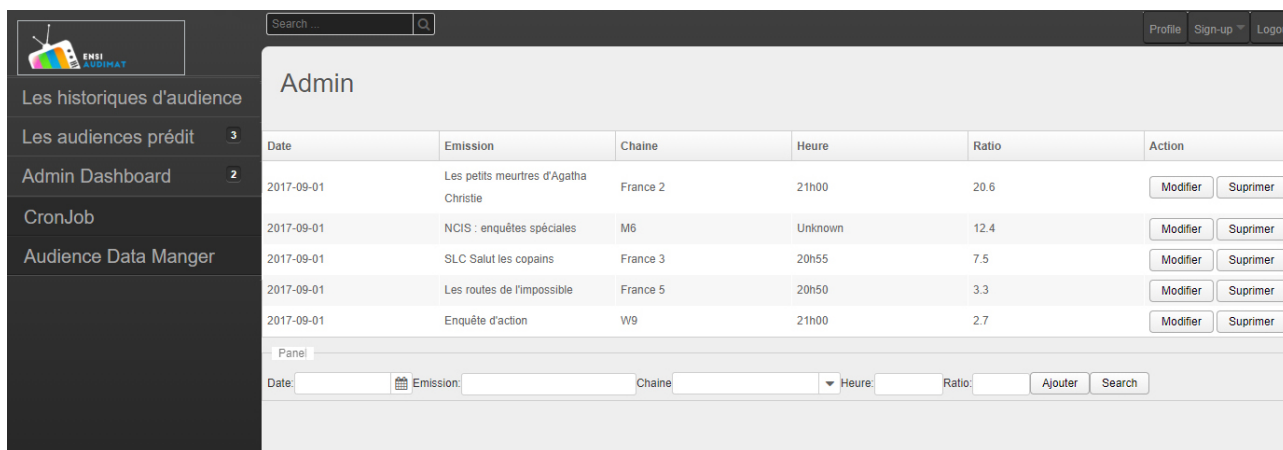 Search ...
Profile Sign-up
ENSI
AUDIMAT
Les historiques d'audience
Les audiences prédit 3
Admin Dashboard 2
CronJob
Audience Data Manger
Admin
Date Emission Chaine Heure Ratio Action
2017-09-01 Les petits meurtres d'Agatha Christie France 2 21h00 20.6 Modifier Suprimer
2017-09-01 NCIS : enquêtes spéciales M6 Unknown 12.4 Modifier Suprimer
2017-09-01 SLC Salut les copains France 3 20h55 7.5 Modifier Suprimer
2017-09-01 Les routes de l'impossible France 5 20h50 3.3 Modifier Suprimer
2017-09-01 Enquête d'action W9 21h00 2.7 Modifier Suprimer
Panel
Date: Emission: Chaine Heure: Ratio: Ajouter Search